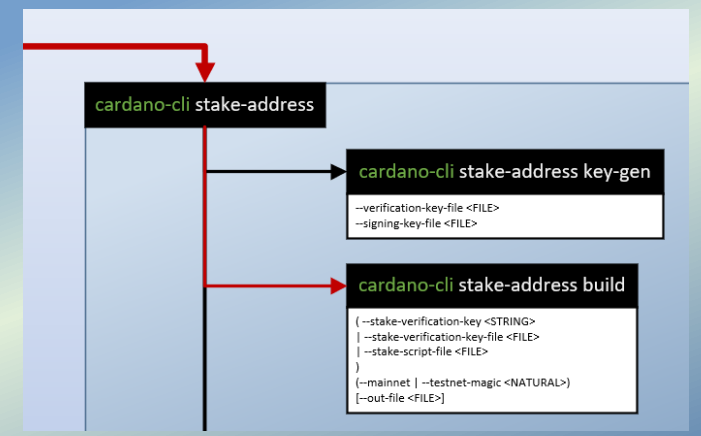 cardano-cli stake-address
cardano-cli stake-address key-gen
--verification-key-file <FILE>
--signing-key-file <FILE>
cardano-cli stake-address build
( --stake-verification-key <STRING>
| --stake-verification-key-file <FILE>
| --stake-script-file <FILE>
)
(--mainnet | --testnet-magic <NATURAL>)
[--out-file <FILE>]